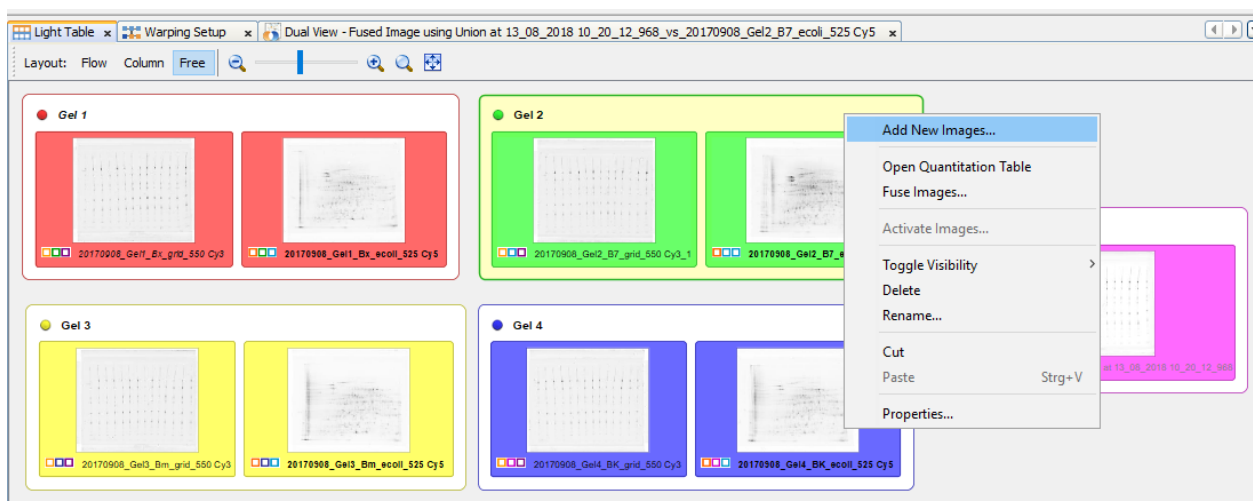 Light Table
Warping Setup
Dual View - Fused Image using Union at 13_08_2018 10_20_12_968_vs_20170908_Gel2_B7_ecoli_525 Cy5
Layout: Flow Column Free
Gel 1
20170908_Gel1_Bx_grid_550 Cy3
20170908_Gel1_Bx_ecoli_525 Cy5
Gel 2
20170908_Gel2_B7_grid_550 Cy3_1
20170908_Gel2_B7_e
Add New Images...
Open Quantitation Table
Fuse Images...
Activate Images...
Toggle Visibility
Delete
Rename...
Cut
Paste Strg+V
Properties...
at 13_08_2018 10_20_12_968
Gel 3
20170908_Gel3_Bm_grid_550 Cy3
20170908_Gel3_Bm_ecoli_525 Cy5
Gel 4
20170908_Gel4_BK_grid_550 Cy3
20170908_Gel4_BK_ecoli_525 Cy5